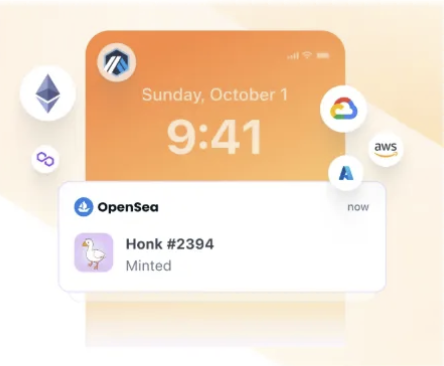 Sunday, October 1
9:41
aws
OpenSea
now
Honk #2394
Minted